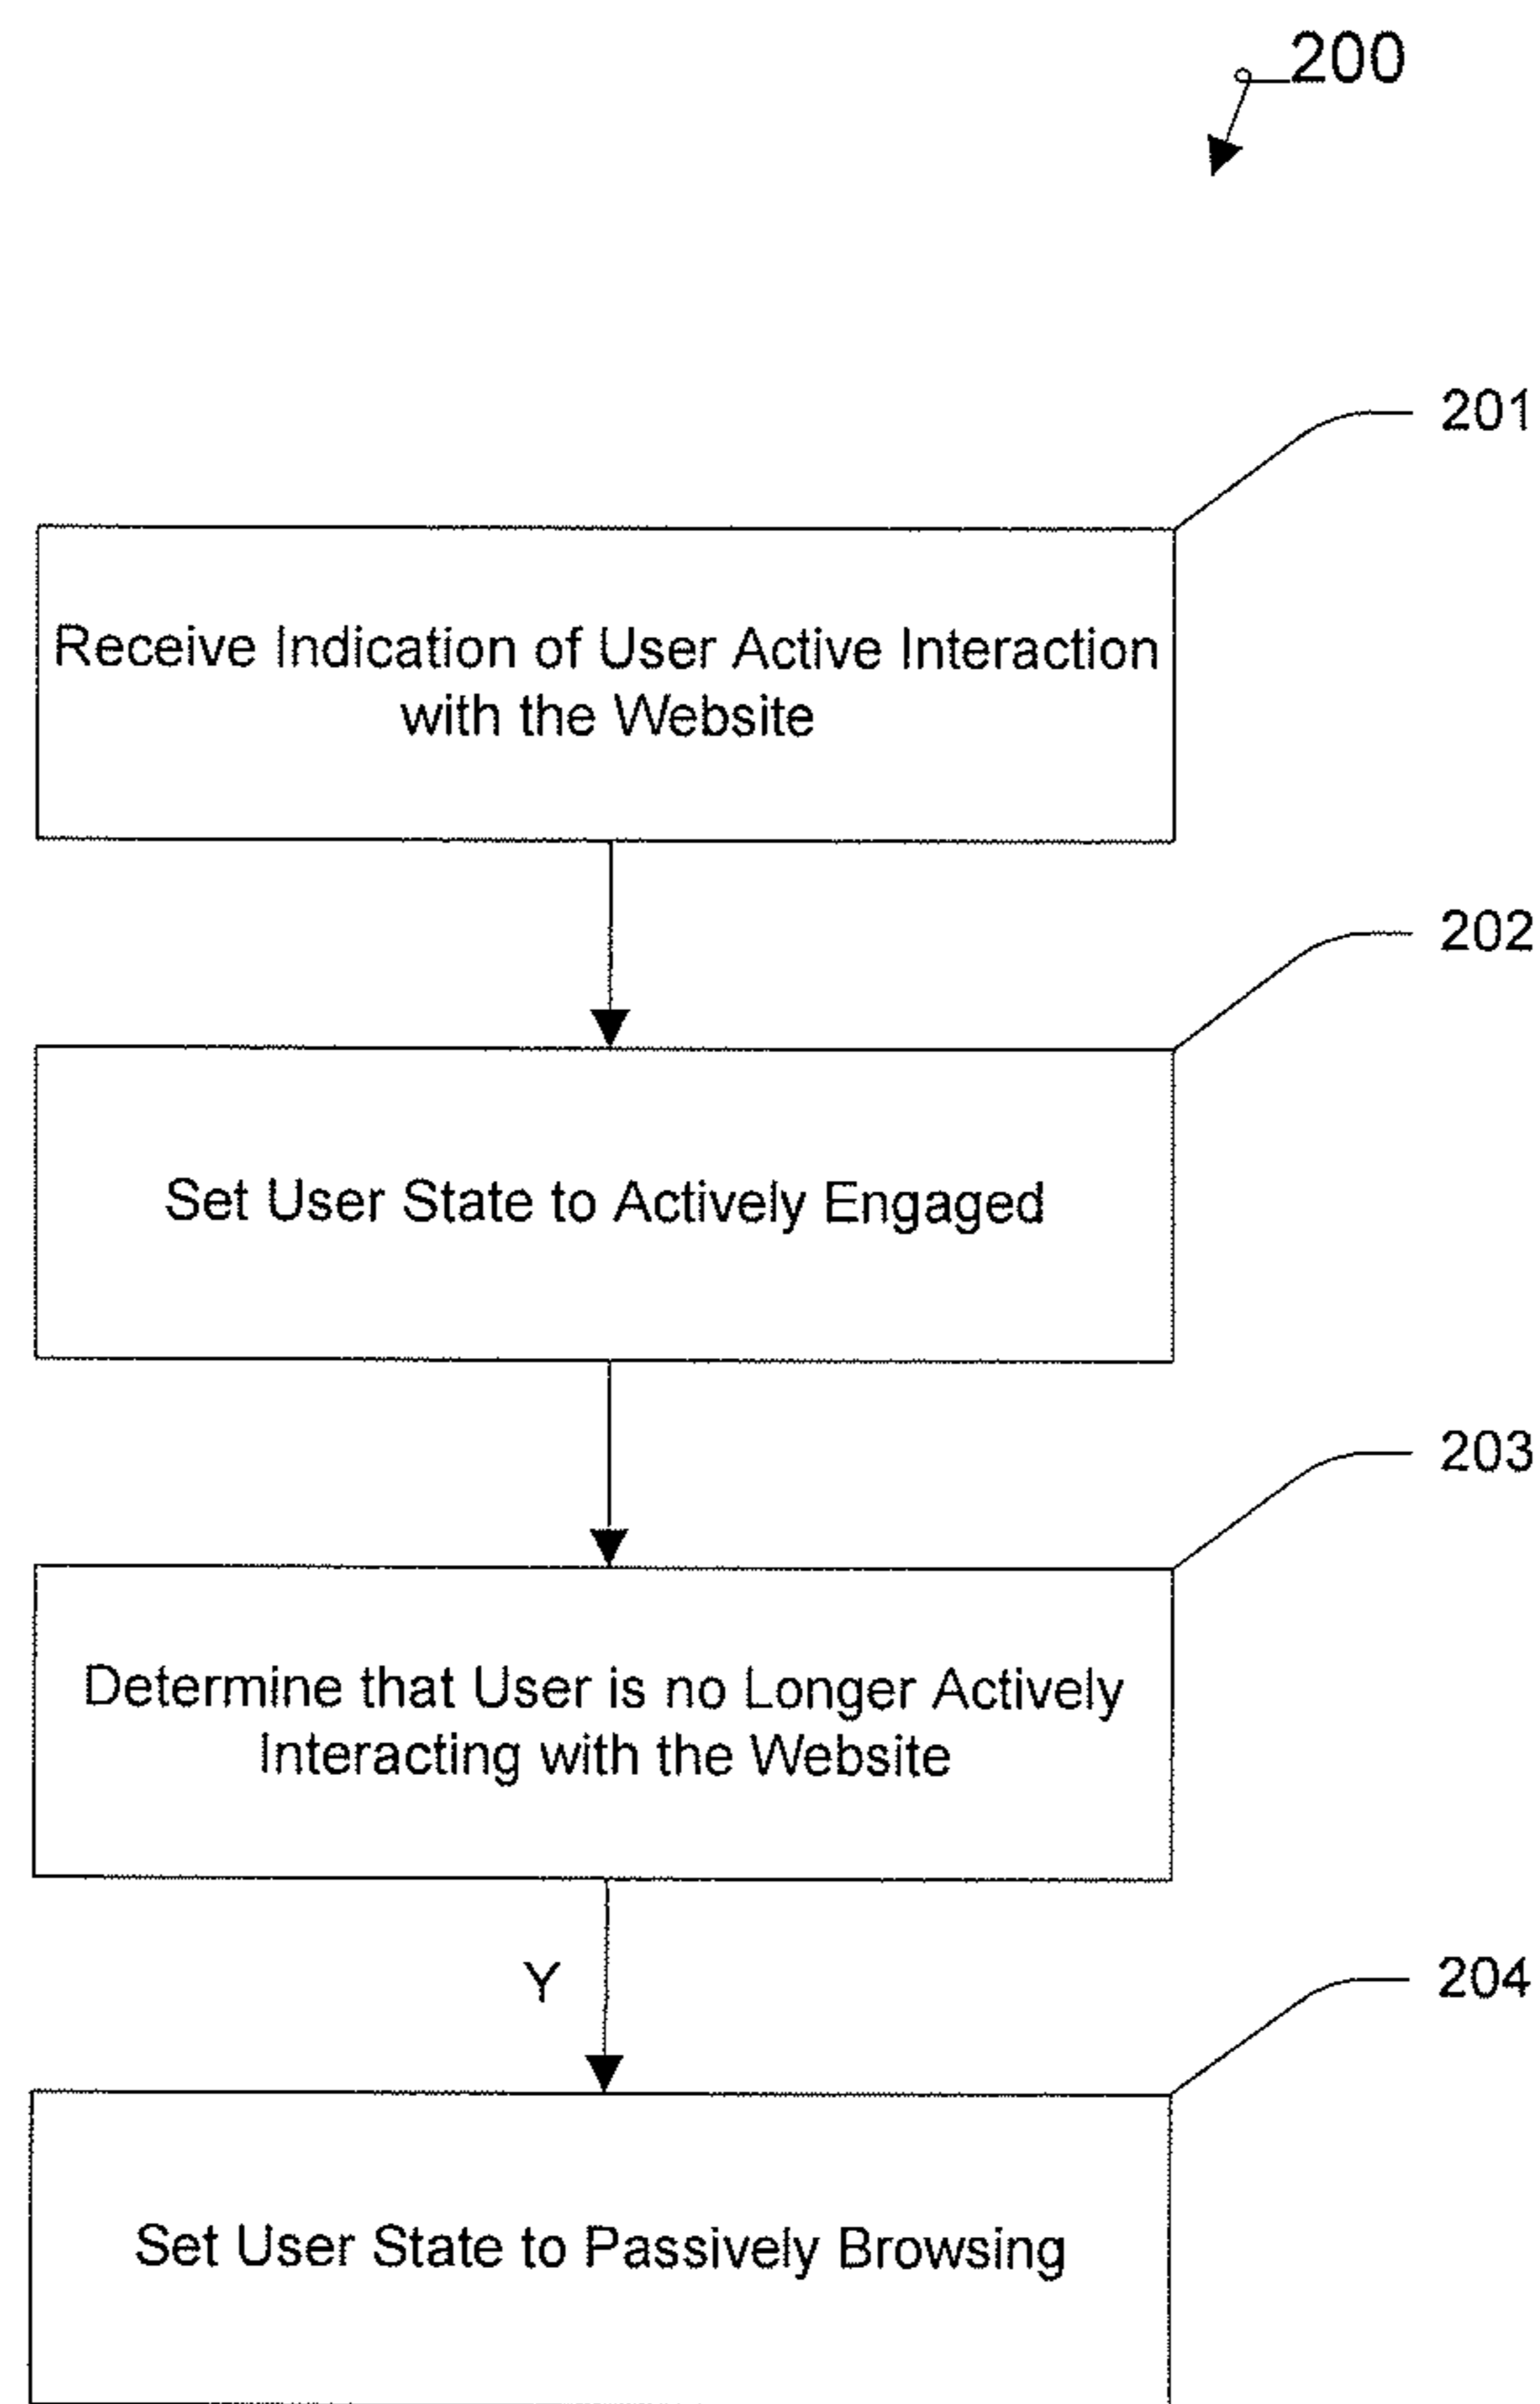 200
201
Receive Indication of User Active Interaction
with the Website
202
Set User State to Actively Engaged
203
Determine that User is no Longer Actively
Interacting with the Website
Y
204
Set User State to Passively Browsing